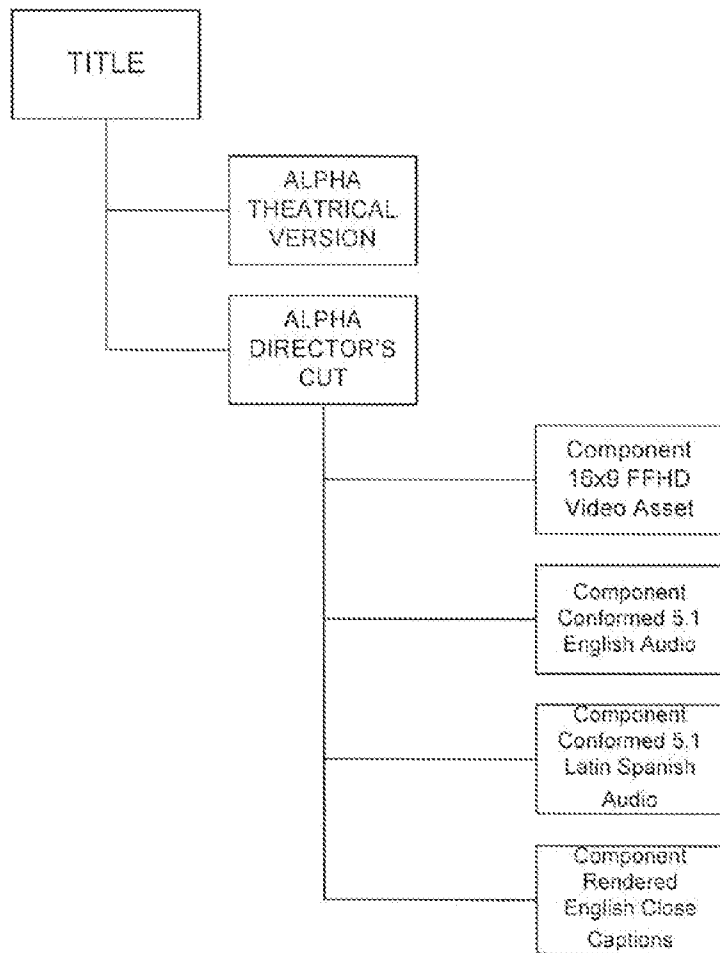 TITLE
ALPHA
THEATRICAL
VERSION
ALPHA
DIRECTOR'S
CUT
Component
16x9 FFHD
Video Asset
Component
Conformed 5.1
English Audio
Component
Conformed 5.1
Latin Spanish
Audio
Component
Rendered
English Close
Captions